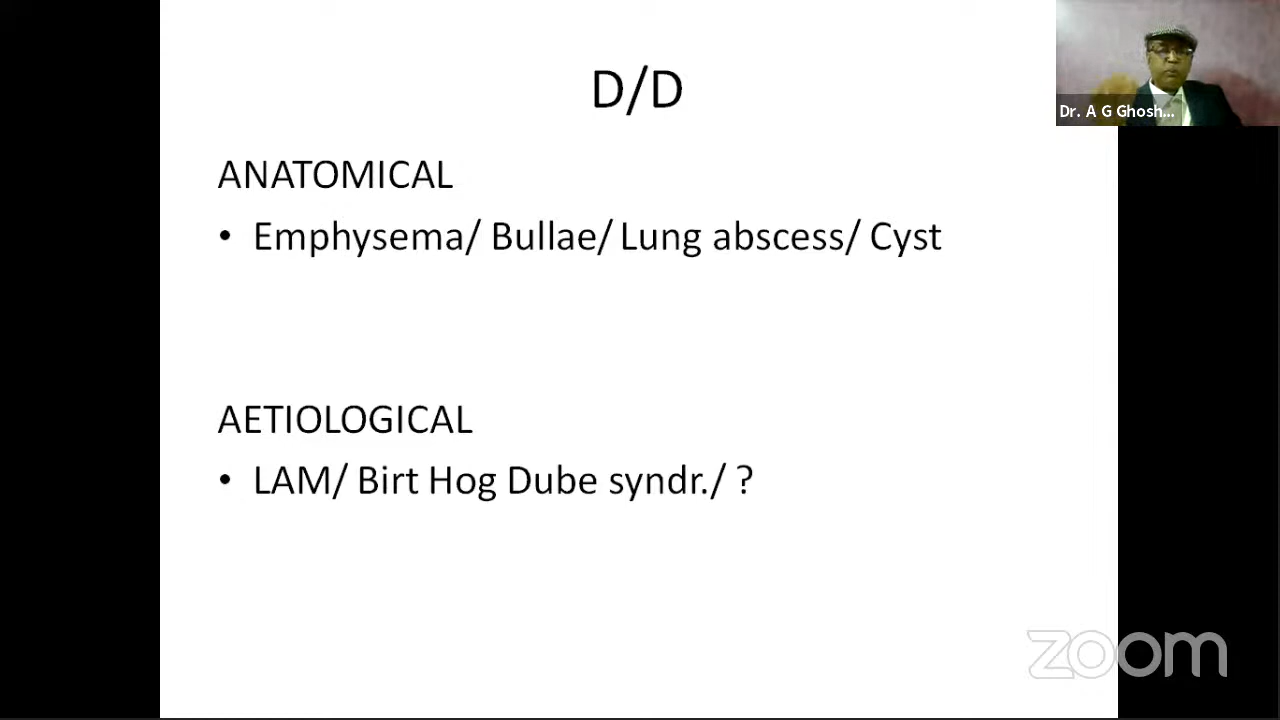 D/D
Dr. A G Ghosh...
ANATOMICAL
• Emphysema/ Bullae/ Lung abscess/ Cyst
AETIOLOGICAL
• LAM/ Birt Hog Dube syndr./ ?
zoom